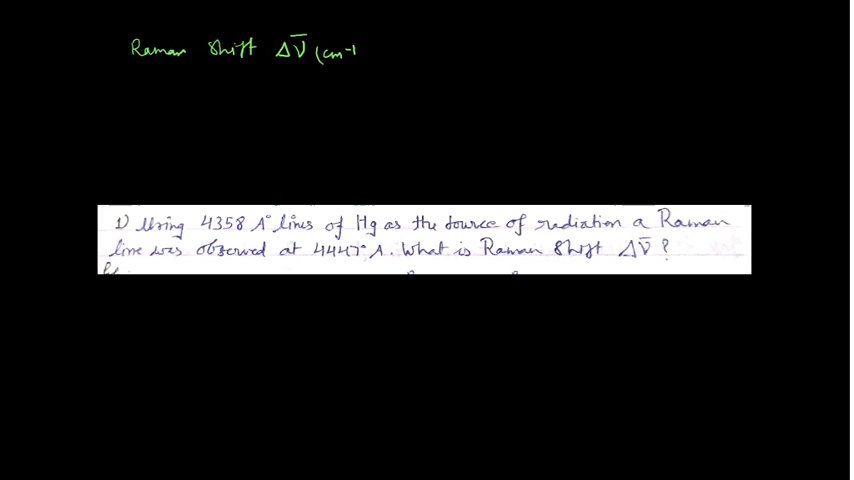 Raman Shift Δν̅ (cm-1
1) Using 4358 A° lines of Hg as the source of radiation a Raman
line was observed at 4447° A. What is Raman Shift Δν̅ ?